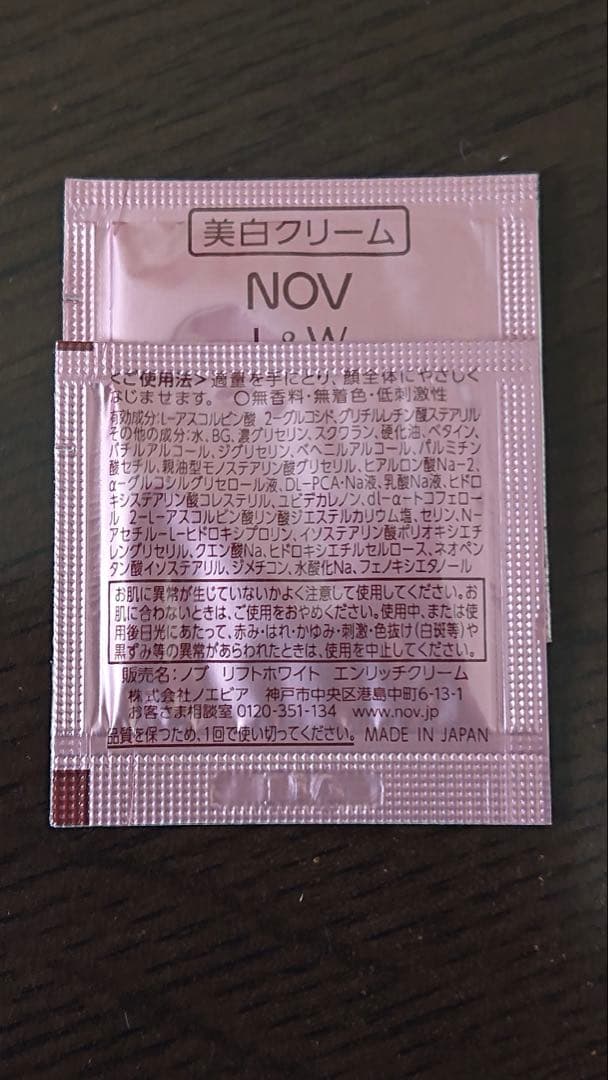 美白クリーム
NOV
L&W
<ご使用法>適量を手にとり、顔全体にやさしく
なじませます。 〇無香料・無着色・低刺激性
有効成分:L-アスコルビン酸 2-グルコシド、グリチルレチン酸ステアリル
その他の成分:水、BG、濃グリセリン、スクワラン、硬化油、ベタイン、
バチルアルコール、ジグリセリン、ベヘニルアルコール、パルミチン
酸セチル、親油型モノステアリン酸グリセリル、ヒアルロン酸Na-2、
α-グルコシルグリセロール液、DL-PCA・Na液、乳酸Na液、ヒドロ
キシステアリン酸コレステリル、ユビデカレノン、dl-α-トコフェロ
ール 2-L-アスコルビン酸リン酸ジエステルカリウム塩、セリン、N-
アセチル-L-ヒドロキシプロリン、イソステアリン酸ポリオキシエチ
レングリセリル、クエン酸Na、ヒドロキシエチルセルロース、ネオペン
タン酸イソステアリル、ジメチコン、水酸化Na、フェノキシエタノール
お肌に異常が生じていないかよく注意して使用してください。お
肌に合わないときは、ご使用をおやめください。使用中、または使
用後日光にあたって、赤み・はれ・かゆみ・刺激・色抜け(白斑等)や
黒ずみ等の異常があらわれたときは、使用を中止してください。
販売名:ノブ リフトホワイト エンリッチクリーム
株式会社ノエビア 神戸市中央区港島中町6-13-1
お客さま相談室 0120-351-134 www.nov.jp
品質を保つため、1回で使い切ってください。 MADE IN JAPAN